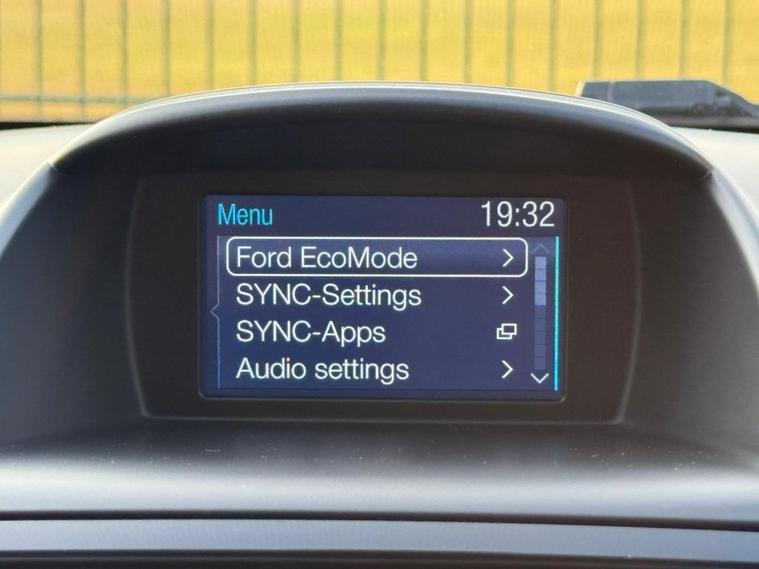 Menu 19:32
Ford EcoMode
SYNC-Settings
SYNC-Apps
Audio settings